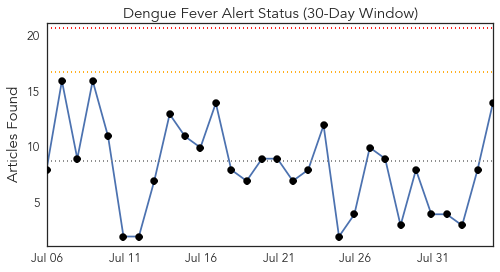 Dengue Fever Alert Status (30-Day Window)
Articles Found
20
15
10
5
Jul 06 Jul 11 Jul 16 Jul 21 Jul 26 Jul 31